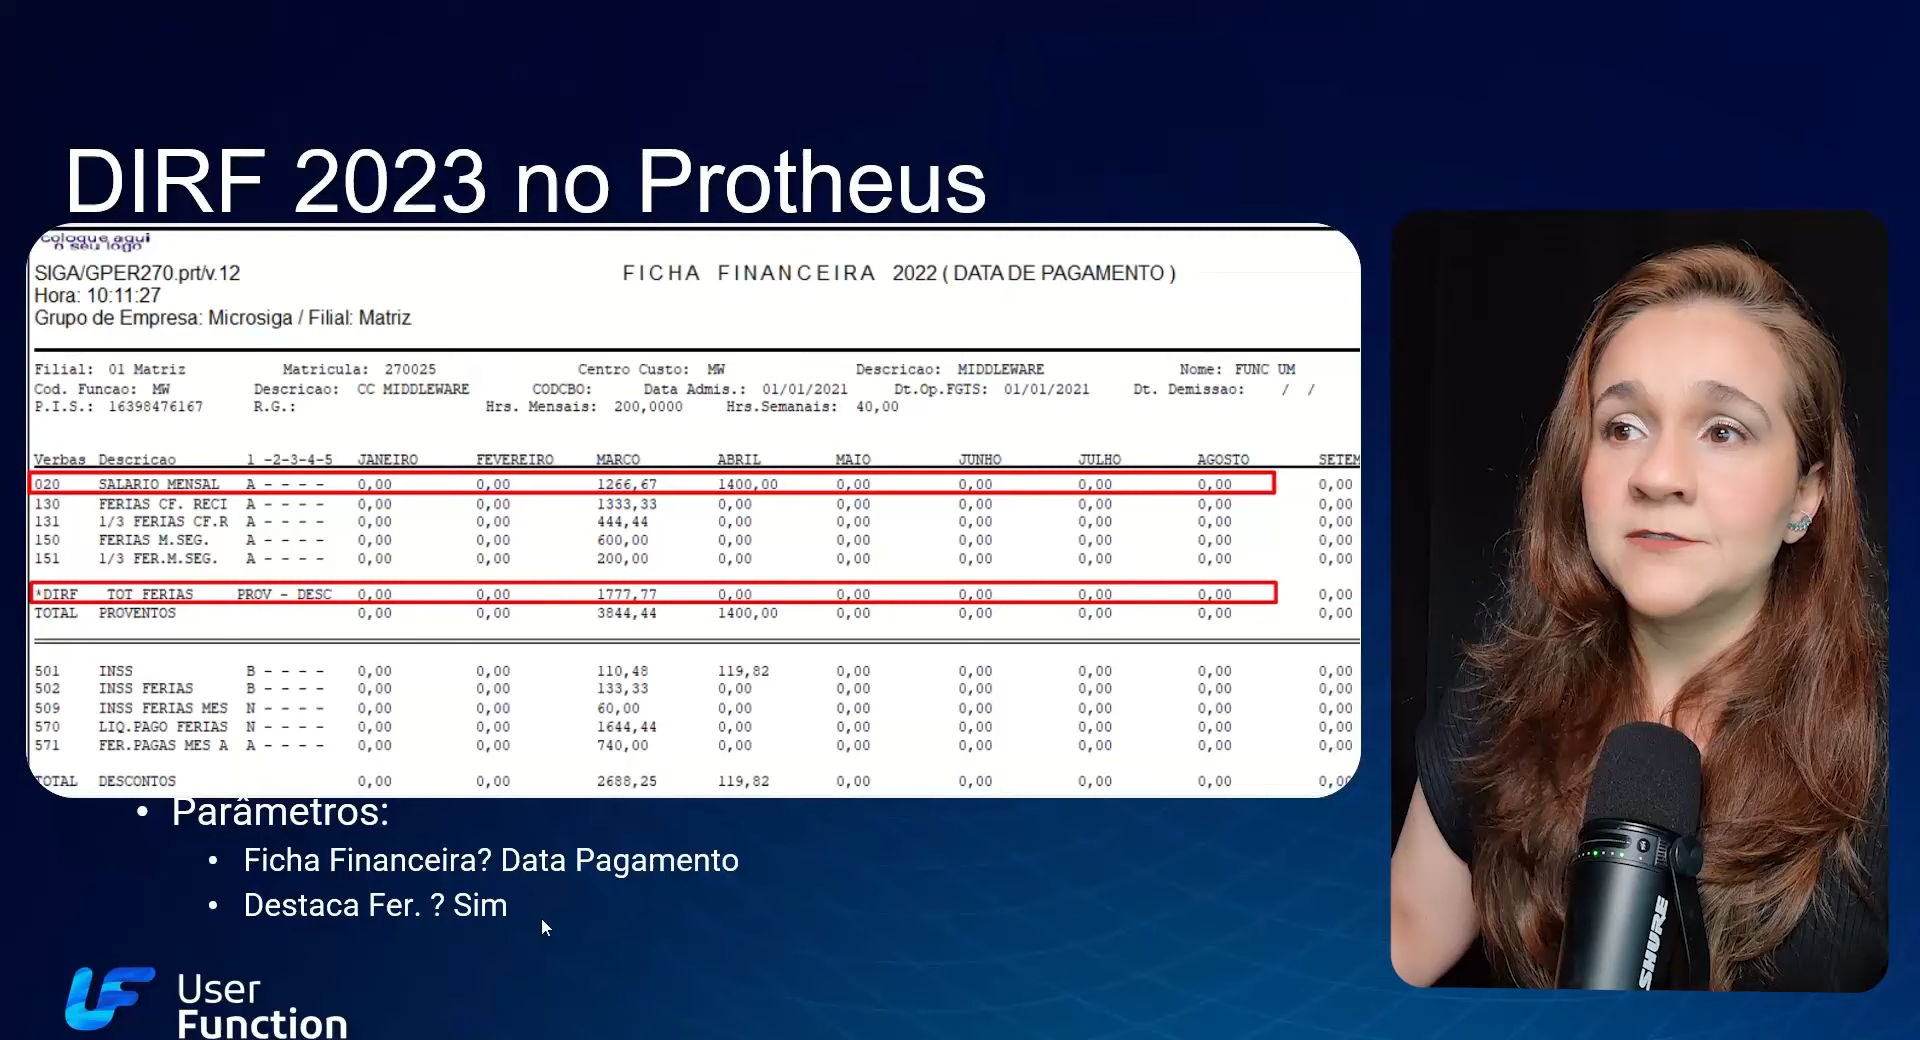 DIRF 2023 no Protheus
coloque aqui
o seu logo
SIGA/GPER270.prt/v.12
FICHA FINANCEIRA 2022 ( DATA DE PAGAMENTO )
Hora: 10:11:27
Grupo de Empresa: Microsiga / Filial: Matriz
Filial: 01 Matriz Matricula: 270025 Centro Custo: MW Descricao: MIDDLEWARE Nome: FUNC UM
Cod. Funcao: MW Descricao: CC MIDDLEWARE CODCBO: Data Admis.: 01/01/2021 Dt.Op.FGTS: 01/01/2021 Dt. Demissao: / /
P.I.S.: 16398476167 R.G.: Hrs. Mensais: 200,0000 Hrs.Semanais: 40,00
Verbas Descricao 1 -2-3-4-5 JANEIRO FEVEREIRO MARCO ABRIL MAIO JUNHO JULHO AGOSTO SETEM
020 SALARIO MENSAL A - - - - 0,00 0,00 1266,67 1400,00 0,00 0,00 0,00 0,00 0,00
130 FERIAS CF. RECI A - - - - 0,00 0,00 1333,33 0,00 0,00 0,00 0,00 0,00 0,00
131 1/3 FERIAS CF.R A - - - - 0,00 0,00 444,44 0,00 0,00 0,00 0,00 0,00 0,00
150 FERIAS M.SEG. A - - - - 0,00 0,00 600,00 0,00 0,00 0,00 0,00 0,00 0,00
151 1/3 FER.M.SEG. A - - - - 0,00 0,00 200,00 0,00 0,00 0,00 0,00 0,00 0,00
*DIRF TOT FERIAS PROV - DESC 0,00 0,00 1777,77 0,00 0,00 0,00 0,00 0,00 0,00
TOTAL PROVENTOS 0,00 0,00 3844,44 1400,00 0,00 0,00 0,00 0,00 0,00
501 INSS B - - - - 0,00 0,00 110,48 119,82 0,00 0,00 0,00 0,00 0,00
502 INSS FERIAS B - - - - 0,00 0,00 133,33 0,00 0,00 0,00 0,00 0,00 0,00
509 INSS FERIAS MES N - - - - 0,00 0,00 60,00 0,00 0,00 0,00 0,00 0,00 0,00
570 LIQ.PAGO FERIAS N - - - - 0,00 0,00 1644,44 0,00 0,00 0,00 0,00 0,00 0,00
571 FER.PAGAS MES A A - - - - 0,00 0,00 740,00 0,00 0,00 0,00 0,00 0,00 0,00
TOTAL DESCONTOS 0,00 0,00 2688,25 119,82 0,00 0,00 0,00 0,00 0,00
• Parâmetros:
• Ficha Financeira? Data Pagamento
• Destaca Fer. ? Sim
UF
User
Function
SHURE